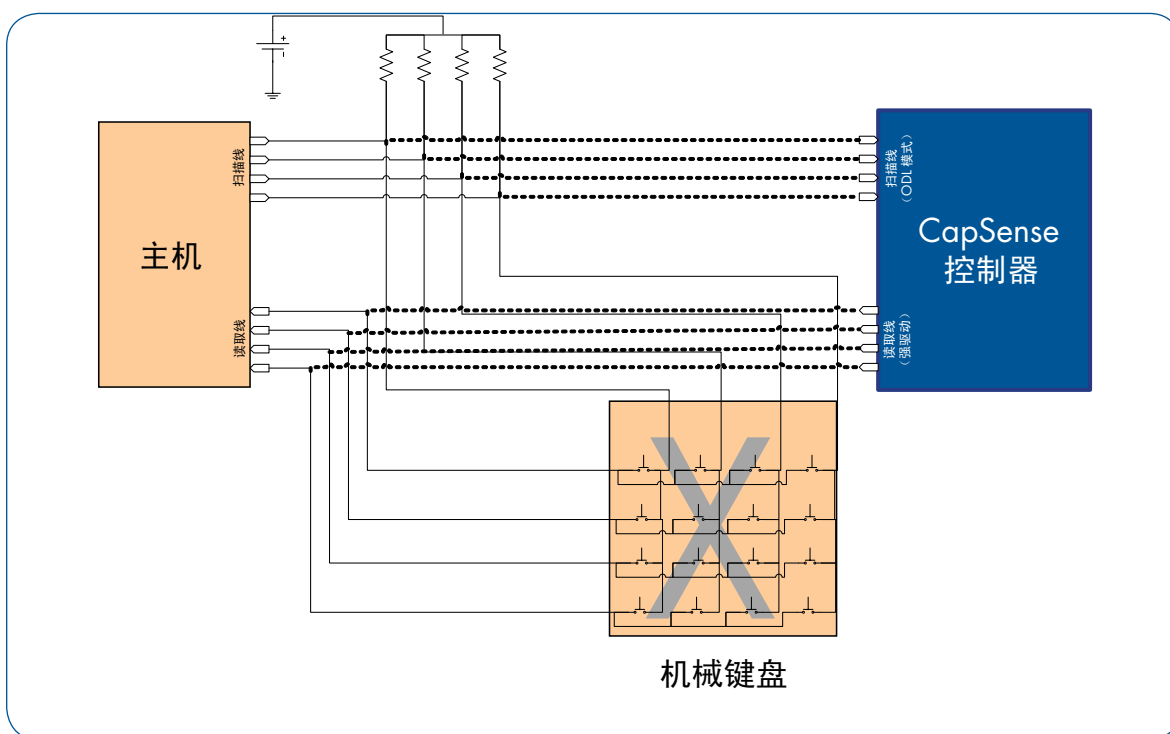 +
-
扫描线
扫描线
（ODL 模式）
主机
CapSense
控制器
读取线
读取线
（强驱动）
X
机械键盘